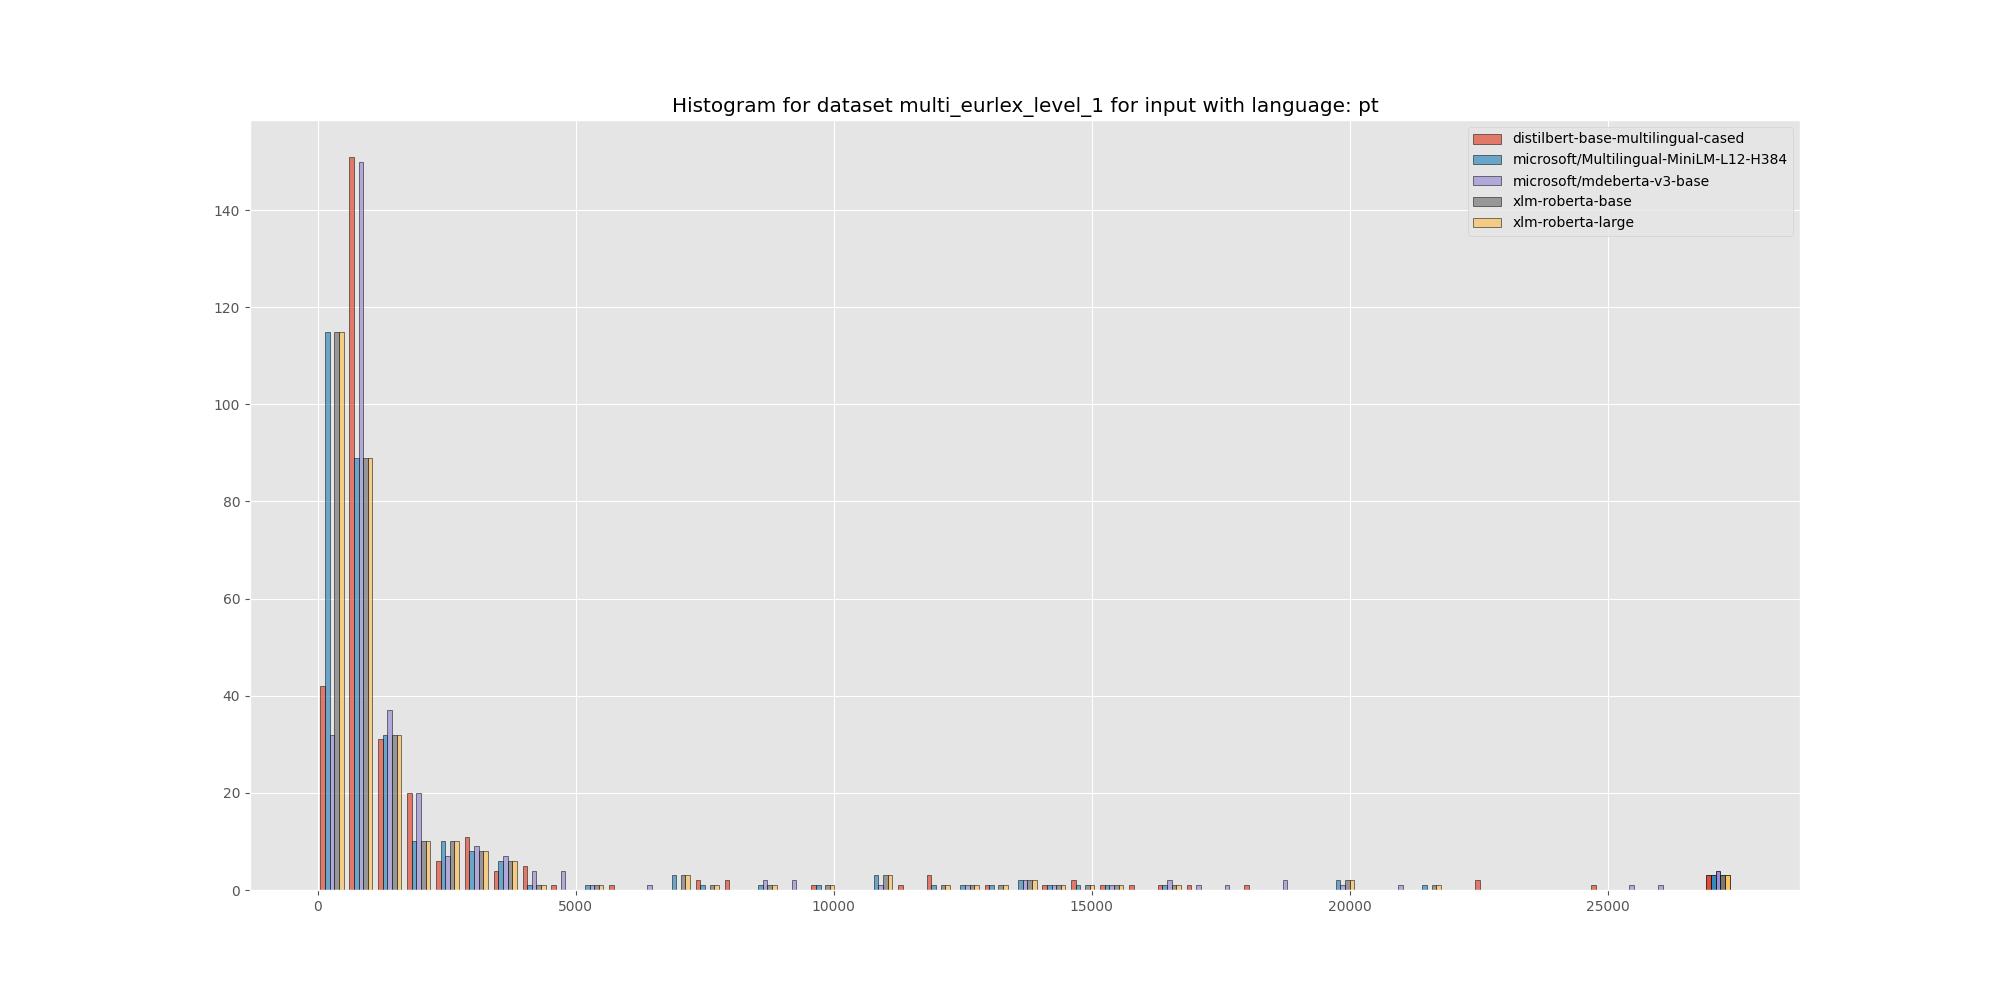 Histogram for dataset multi_eurlex_level_1 for input with language: pt
distilbert-base-multilingual-cased
microsoft/Multilingual-MiniLM-L12-H384
microsoft/mdeberta-v3-base
xlm-roberta-base
xlm-roberta-large
140
120
100
80
60
40
20
0
0 5000 10000 15000 20000 25000